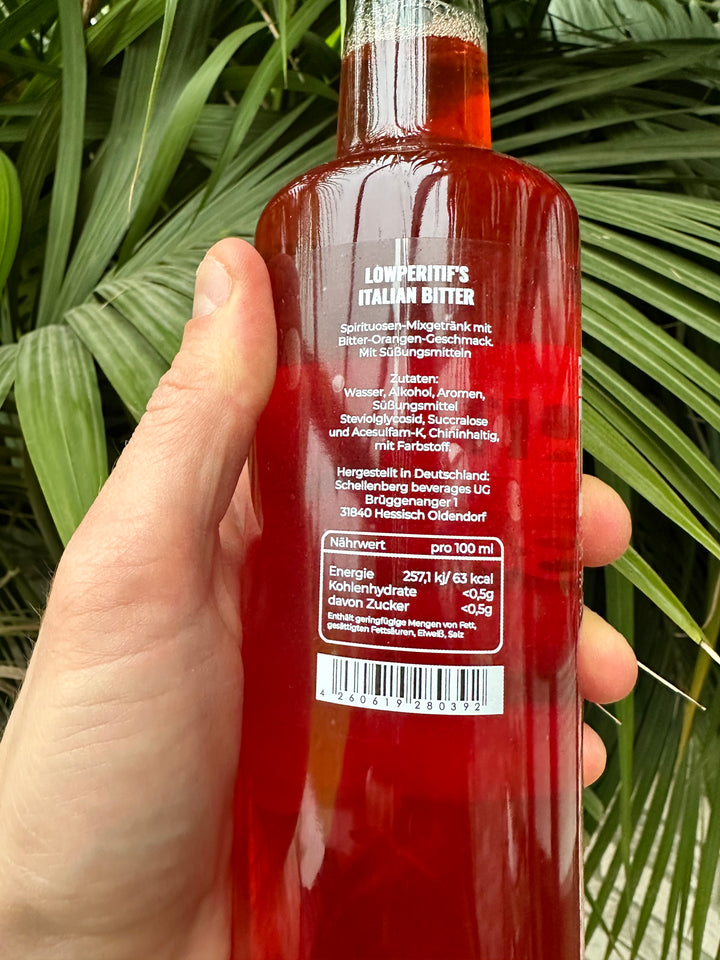 LOWPERITIF'S
ITALIAN BITTER
Spirituosen-Mixgetränk mit
Bitter-Orangen-Geschmack.
Mit Süßungsmitteln
Zutaten:
Wasser, Alkohol, Aromen,
Süßungsmittel
Steviolglycosid, Succralose
und Acesulfam-K, Chininhaltig,
mit Farbstoff.
Hergestellt in Deutschland:
Schellenberg beverages UG
Brüggenanger 1
31840 Hessisch Oldendorf
Nährwert pro 100 ml
Energie 257,1 kj/ 63 kcal
Kohlenhydrate <0,5g
davon Zucker <0,5g
Enthält geringfügige Mengen von Fett,
gesättigten Fettsäuren, Eiweiß, Salz
4 260619 280392